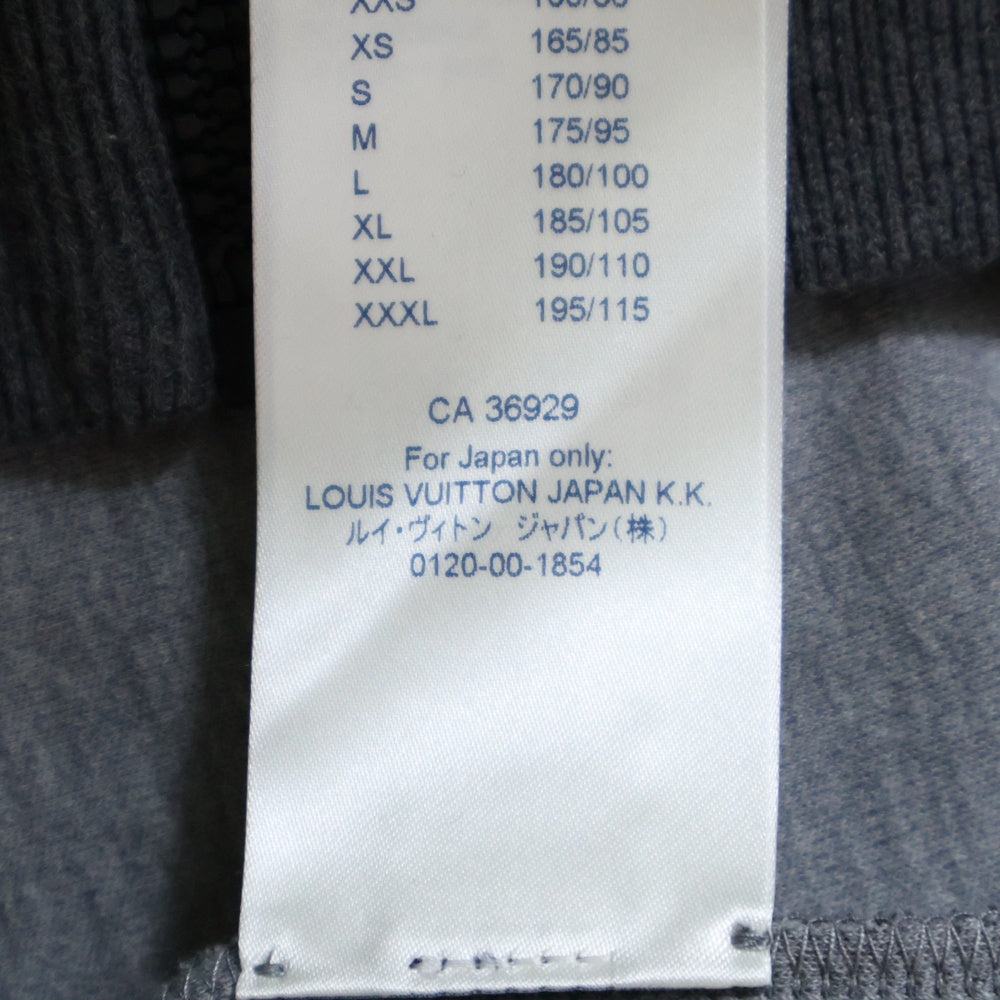 XS 165/85
S 170/90
M 175/95
L 180/100
XL 185/105
XXL 190/110
XXXL 195/115
CA 36929
For Japan only:
LOUIS VUITTON JAPAN K.K.
ルイ・ヴィトン ジャパン(株)
0120-00-1854